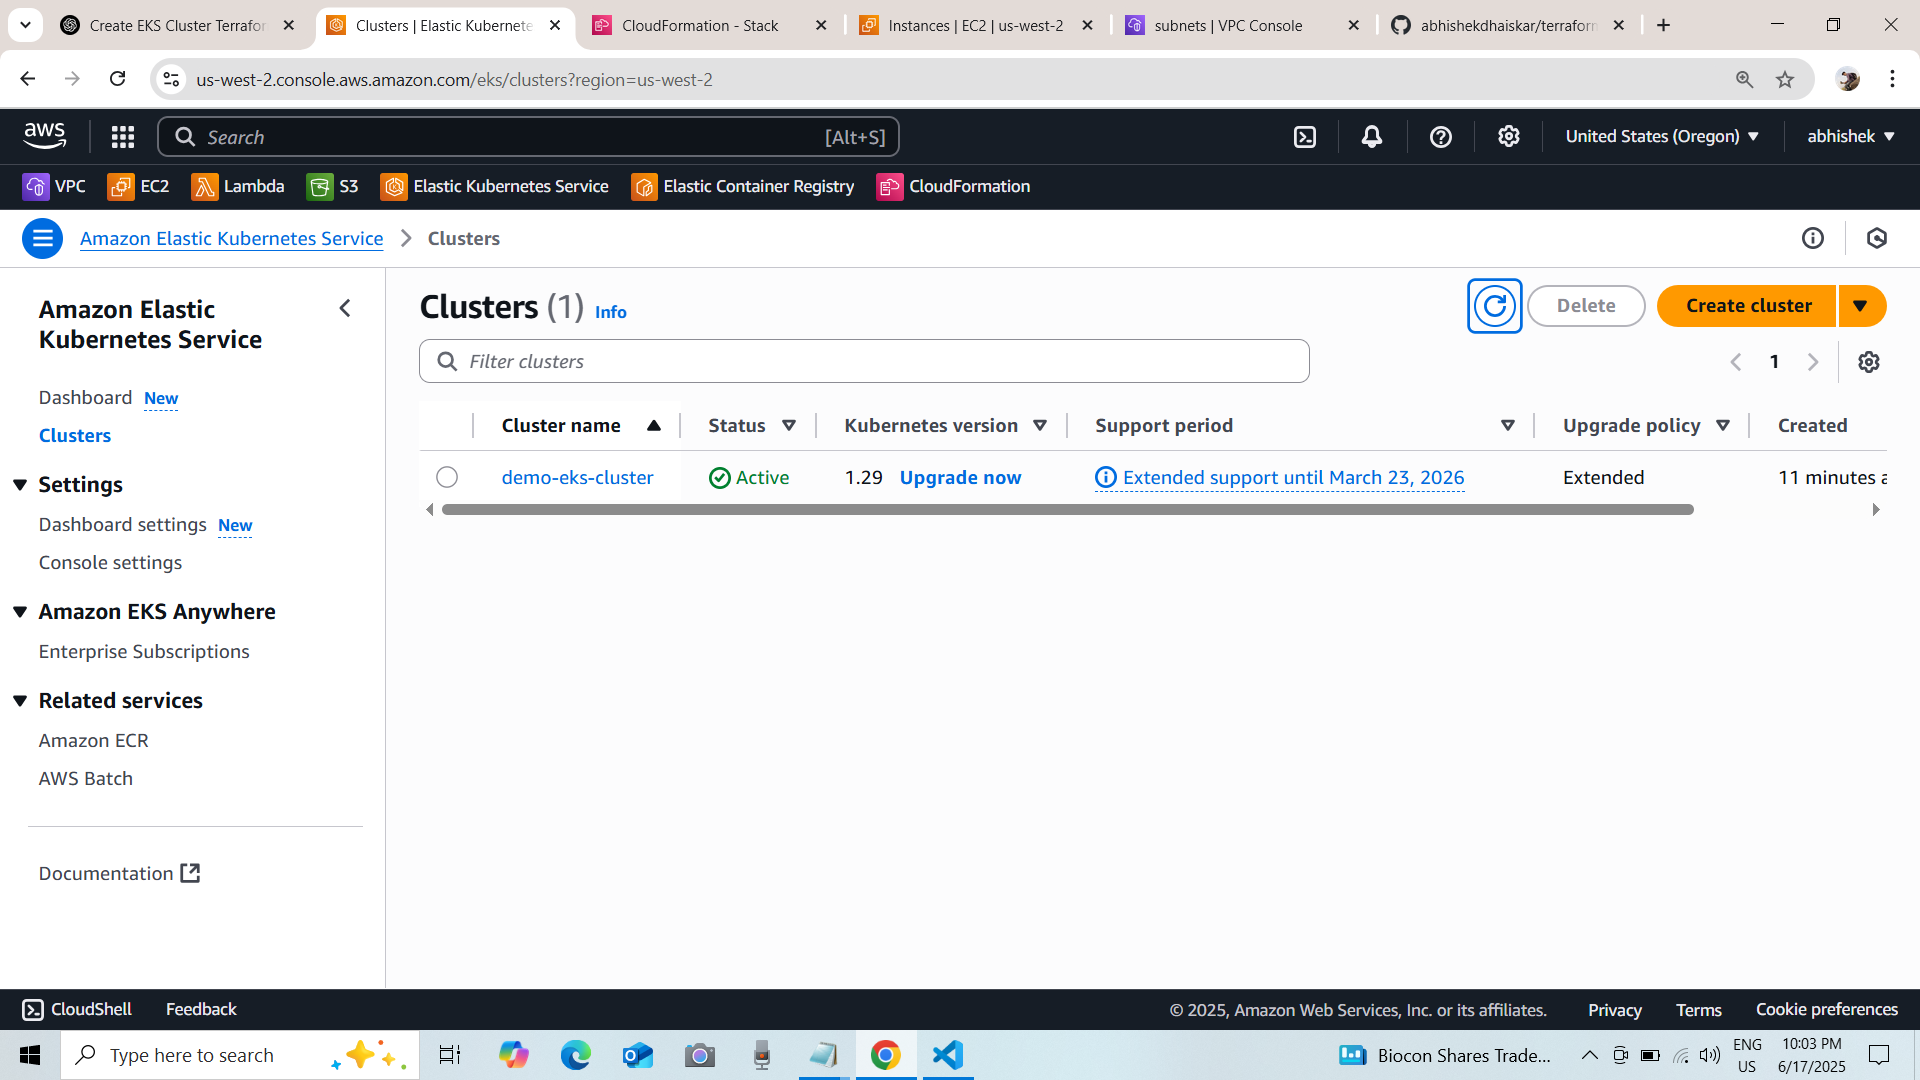 Create EKS Cluster Terrafor
Clusters | Elastic Kubernete
CloudFormation - Stack
Instances | EC2 | us-west-2
subnets | VPC Console
abhishekdhaiskar/terraform
us-west-2.console.aws.amazon.com/eks/clusters?region=us-west-2
aws
Search
[Alt+S]
United States (Oregon)
abhishek
VPC
EC2
Lambda
S3
Elastic Kubernetes Service
Elastic Container Registry
CloudFormation
Amazon Elastic Kubernetes Service
Clusters
Amazon Elastic
Kubernetes Service
Dashboard New
Clusters
Settings
Dashboard settings New
Console settings
Amazon EKS Anywhere
Enterprise Subscriptions
Related services
Amazon ECR
AWS Batch
Documentation
Clusters (1) Info
Delete
Create cluster
Filter clusters
1
Cluster name
Status
Kubernetes version
Support period
Upgrade policy
Created
demo-eks-cluster
Active
1.29 Upgrade now
Extended support until March 23, 2026
Extended
11 minutes a
CloudShell
Feedback
© 2025, Amazon Web Services, Inc. or its affiliates.
Privacy
Terms
Cookie preferences
Type here to search
Biocon Shares Trade...
ENG
US
10:03 PM
6/17/2025